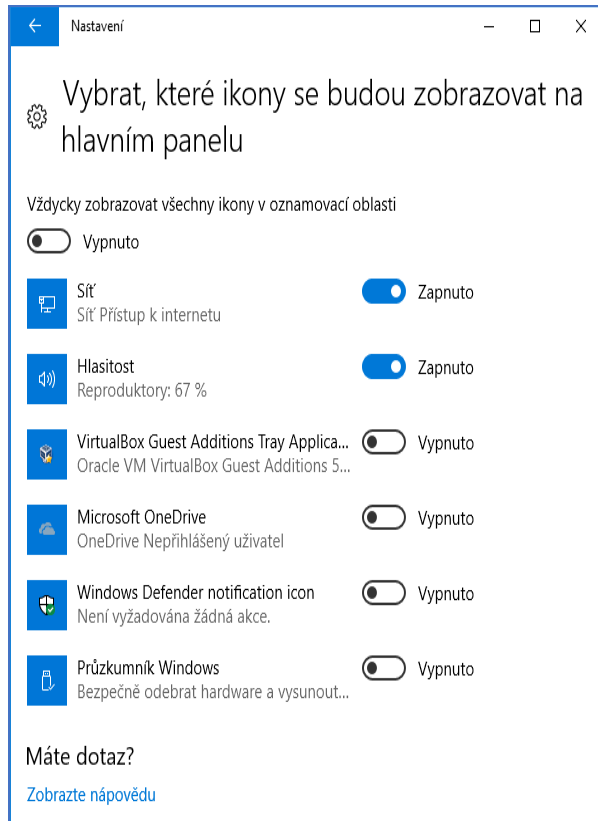 Nastavení
Vybrat, které ikony se budou zobrazovat na
hlavním panelu
Vždycky zobrazovat všechny ikony v oznamovací oblasti
Vypnuto
Síť
Zapnuto
Síť Přístup k internetu
Hlasitost
Zapnuto
Reproduktory: 67 %
VirtualBox Guest Additions Tray Applica...
Vypnuto
Oracle VM VirtualBox Guest Additions 5...
Microsoft OneDrive
Vypnuto
OneDrive Nepřihlášený uživatel
Windows Defender notification icon
Vypnuto
Není vyžadována žádná akce.
Průzkumník Windows
Vypnuto
Bezpečně odebrat hardware a vysunout...
Máte dotaz?
Zobrazte nápovědu